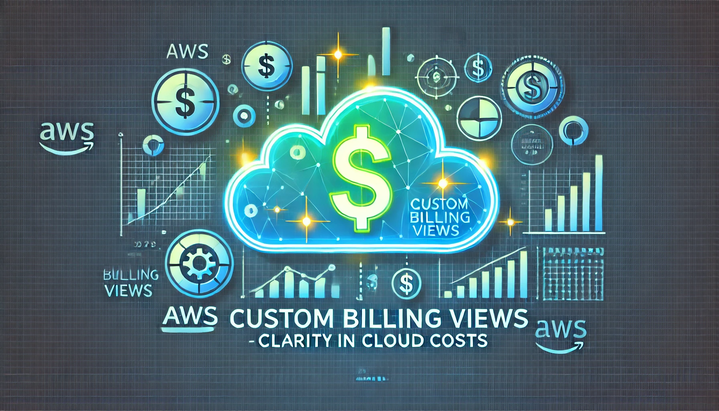 AWS
aws
CUSTOM
BILLING
VIEWS
BILLING
VIEWS
AWS CUSTOM BILLING VIEWS
-CLARITY IN CLOUD COSTS
aws